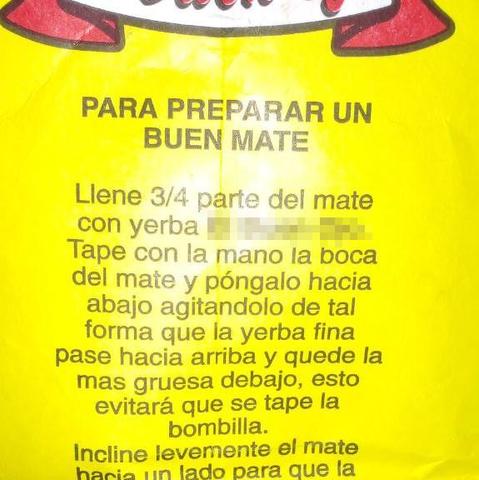 PARA PREPARAR UN
BUEN MATE
Llene 3/4 parte del mate
con yerba
Tape con la mano la boca
del mate y póngalo hacia
abajo agitandolo de tal
forma que la yerba fina
pase hacia arriba y quede la
mas gruesa debajo, esto
evitará que se tape la
bombilla.
Incline levemente el mate
hacia un lado para que la